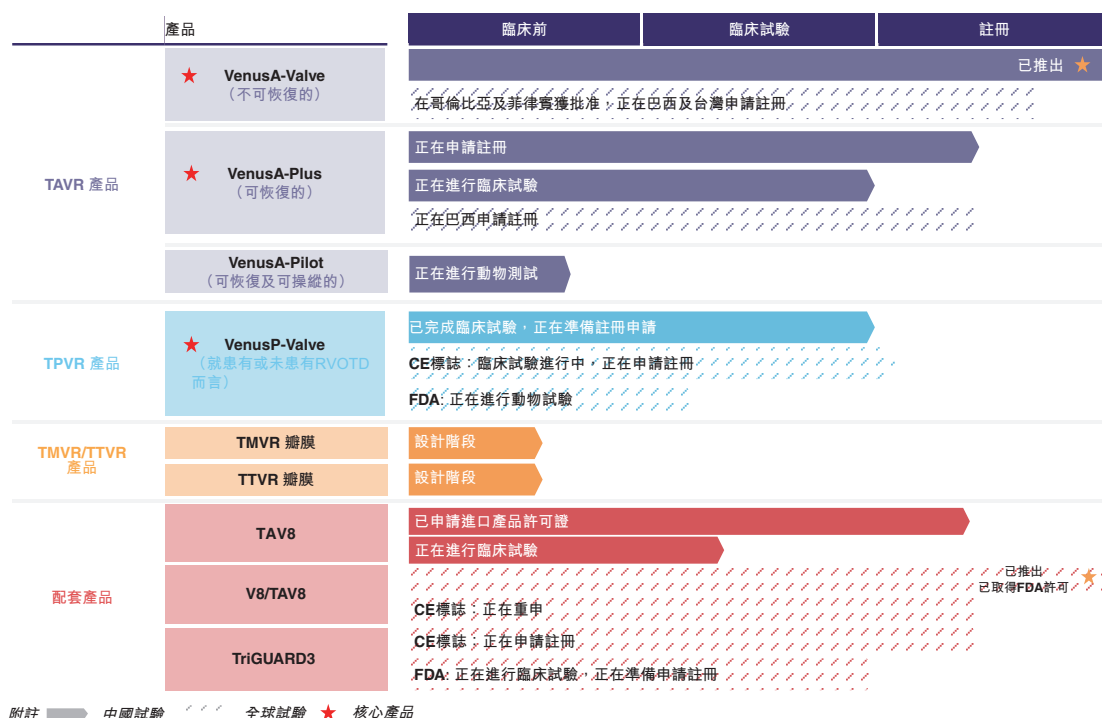 產品 臨床前 臨床試驗 註冊
VenusA-Valve
（不可恢復的）
已推出
在哥倫比亞及菲律賓獲批准，正在巴西及台灣申請註冊
TAVR 產品
VenusA-Plus
（可恢復的）
正在申請註冊
正在進行臨床試驗
正在巴西申請註冊
VenusA-Pilot
（可恢復及可操縱的）
正在進行動物測試
TPVR 產品
VenusP-Valve
（就患有或未患有RVOTD
而言）
已完成臨床試驗，正在準備註冊申請
CE標誌：臨床試驗進行中，正在申請註冊
FDA: 正在進行動物試驗
TMVR/TTVR
產品
TMVR 瓣膜
設計階段
TTVR 瓣膜
設計階段
配套產品
TAV8
已申請進口產品許可證
正在進行臨床試驗
V8/TAV8
已推出
已取得FDA許可
CE標誌：正在重申
TriGUARD3
CE標誌：正在申請註冊
FDA: 正在進行臨床試驗，正在準備申請註冊
附註 中國試驗 全球試驗 核心產品